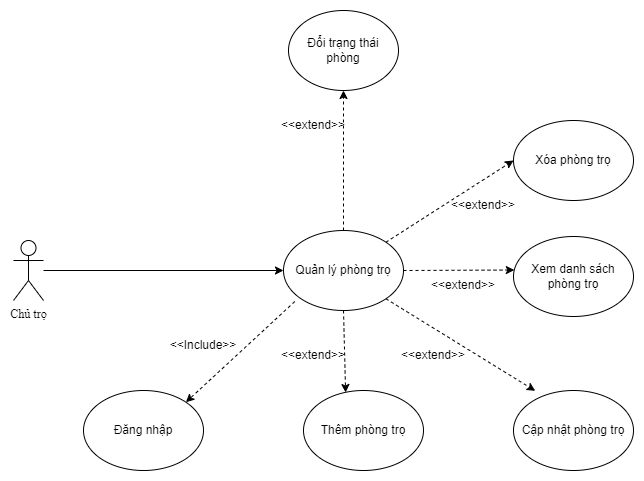 Đổi trạng thái
phòng
<<extend>>
Xóa phòng trọ
<<extend>>
Quản lý phòng trọ
Xem danh sách
phòng trọ
<<extend>>
Chủ trọ
<<Include>>
<<extend>>
<<extend>>
Đăng nhập
Thêm phòng trọ
Cập nhật phòng trọ